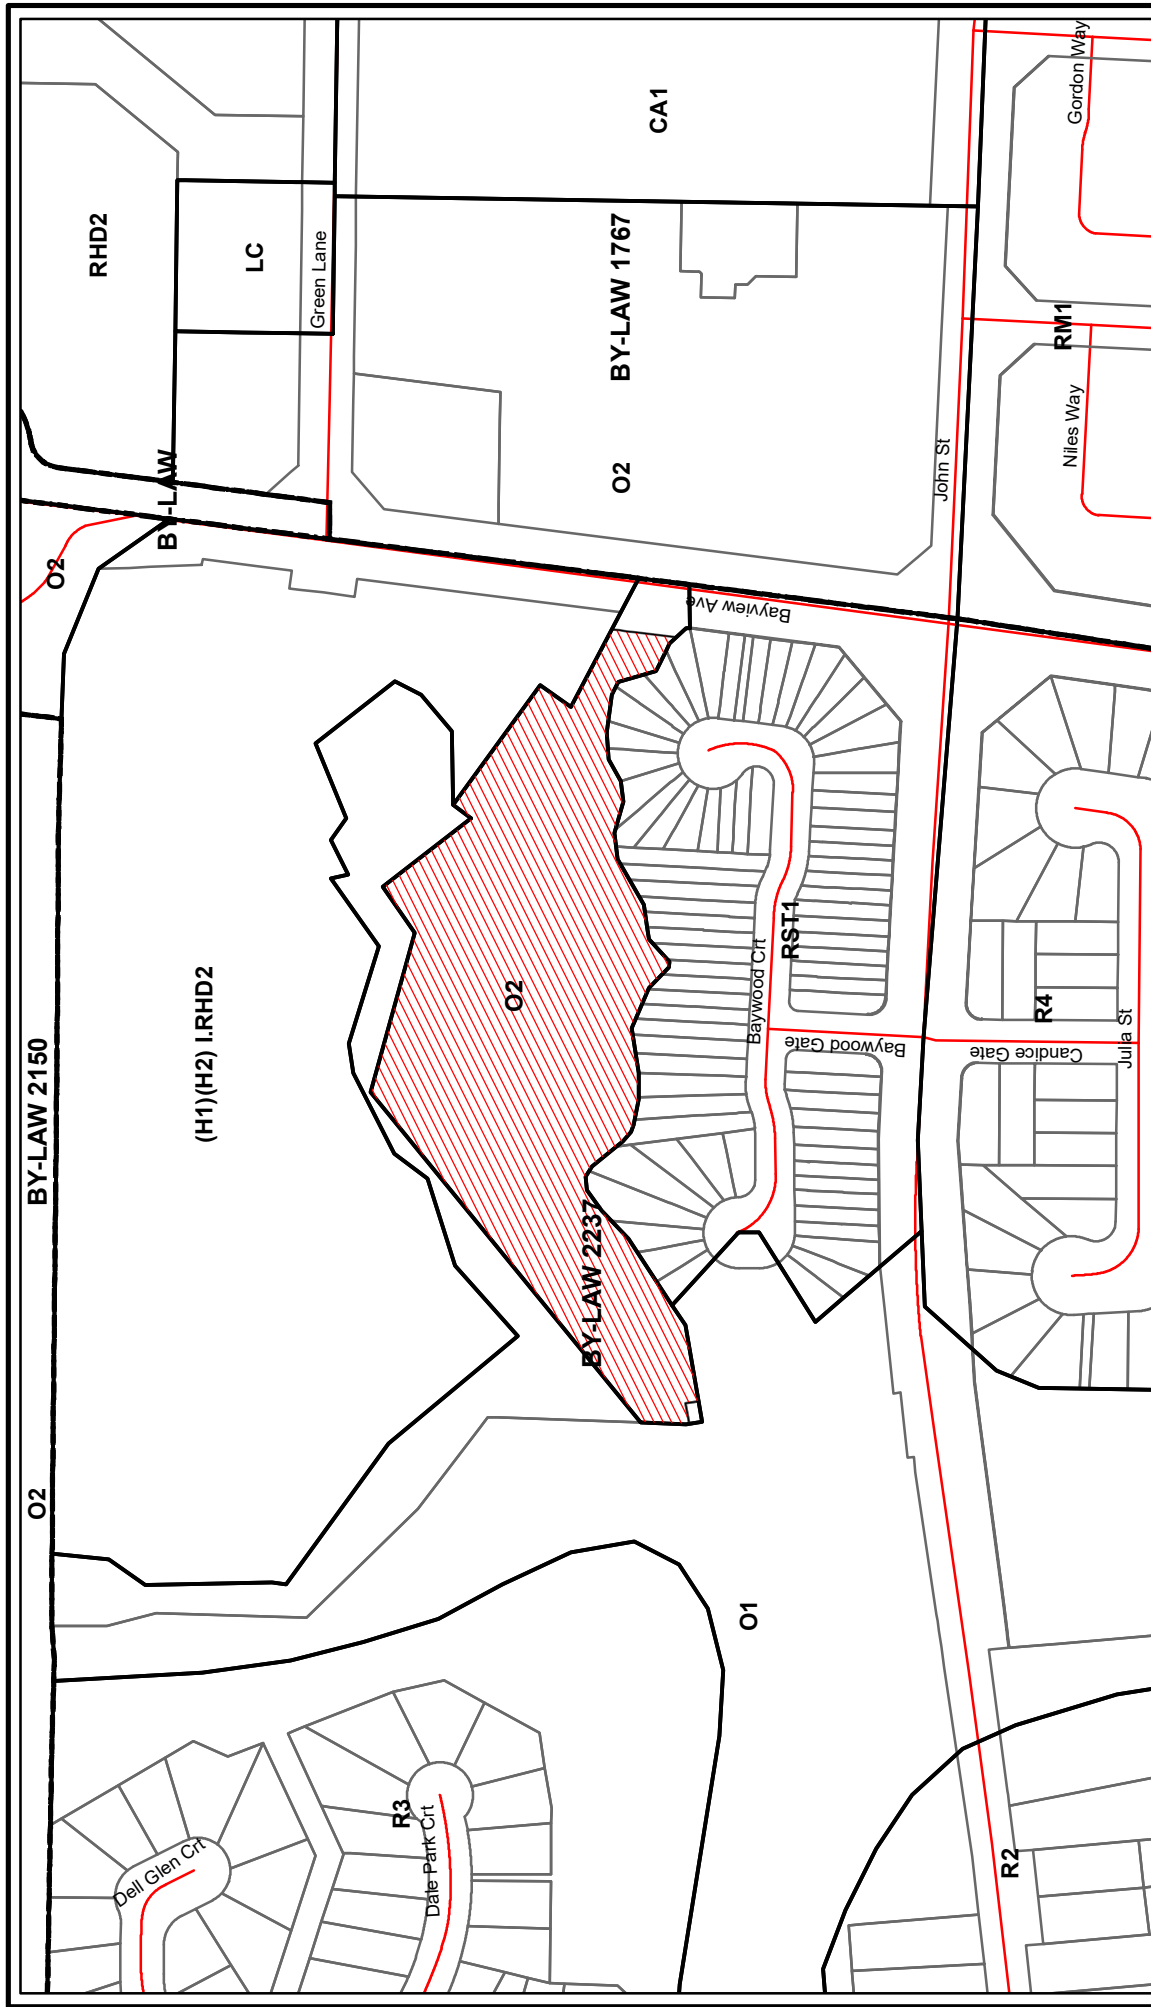 Gordon Way
CA1
RHD2
LC
Green Lane
BY-LAW 1767
RM1
Niles Way
John St
O2
BY-LAW
O2
Bayview Ave
RST1
Baywood Crt
O2
R4
Julia St
Baywood Gate
Candice Gate
(H1)(H2) I.RHD2
BY-LAW 2150
BY-LAW 2237
O2
O1
R3
Dale Park Crt
Dell Glen Crt
R2